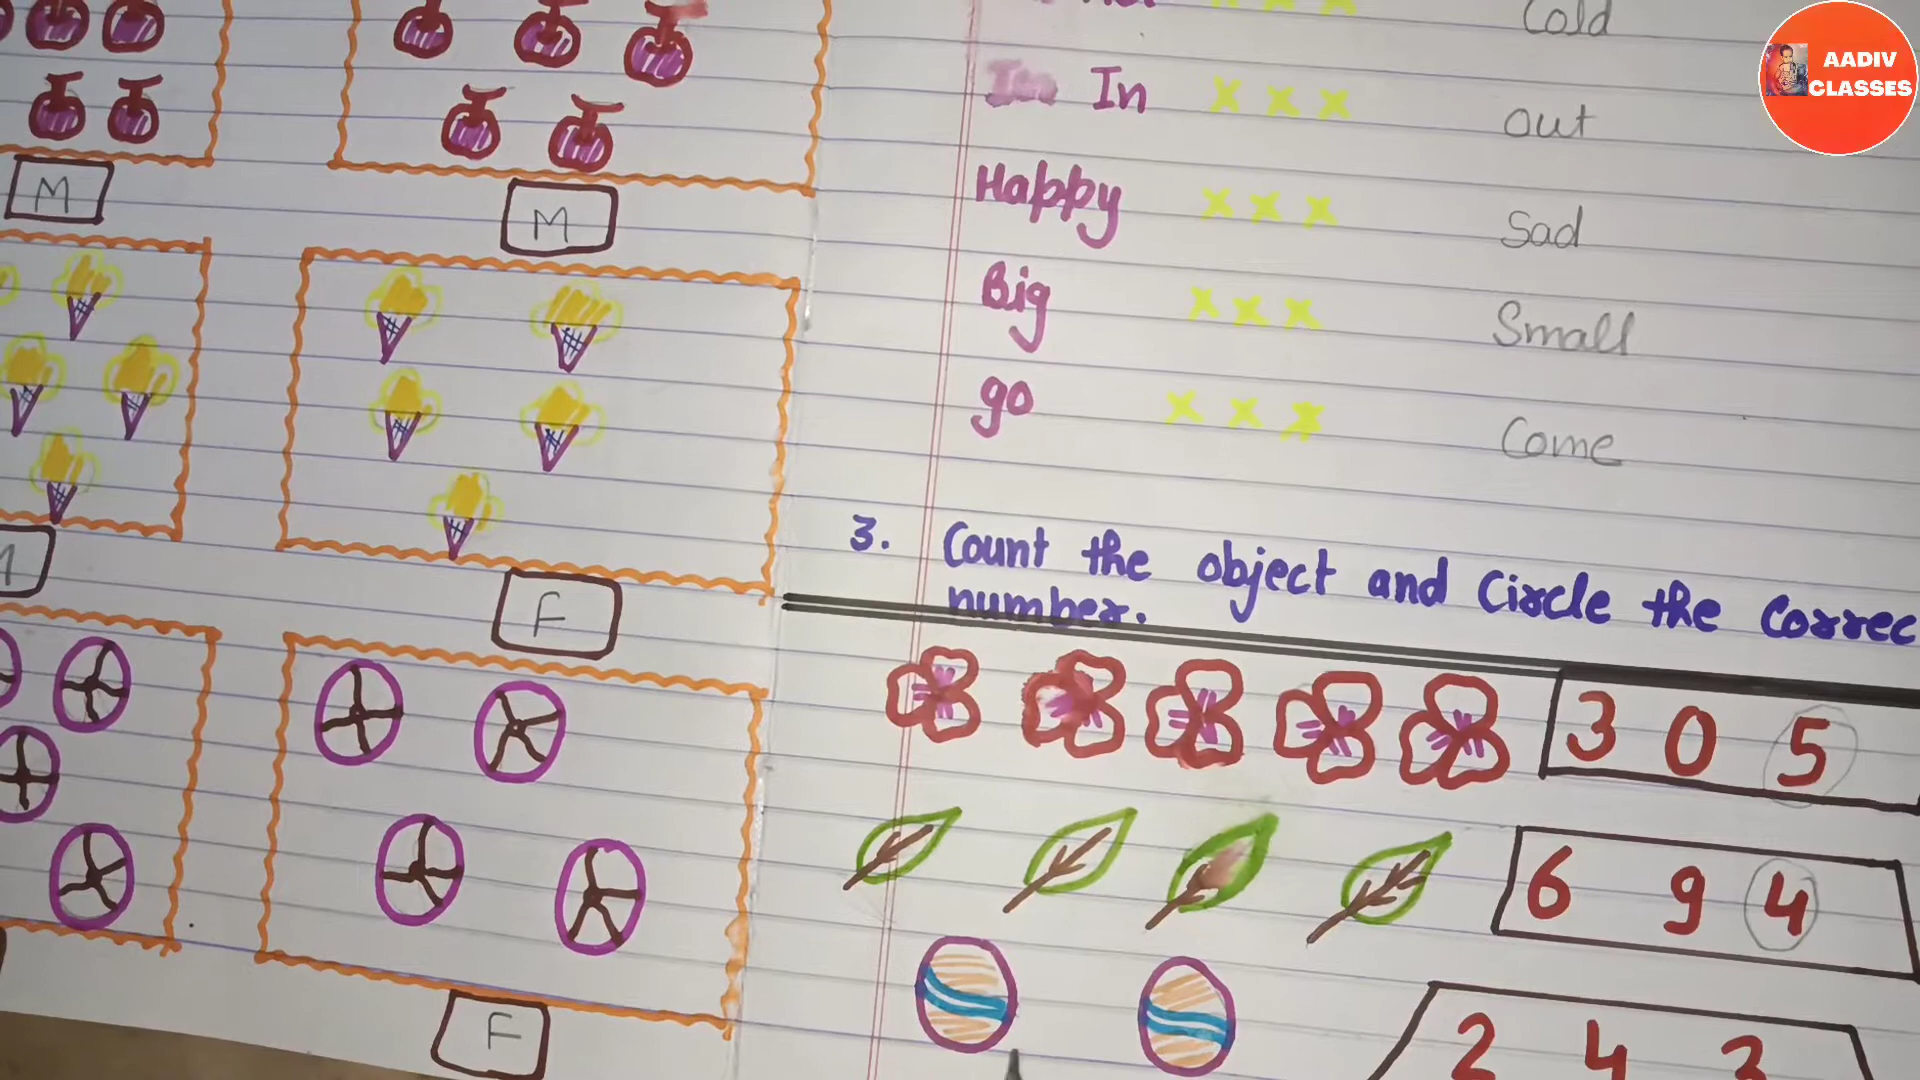 AADIV
CLASSES
Cold
In out
Happy Sad
Big Small
go Come
M
M
F
F
3. Count the object and Circle the Correc
number.
3 0 5
6 9 4
2 4